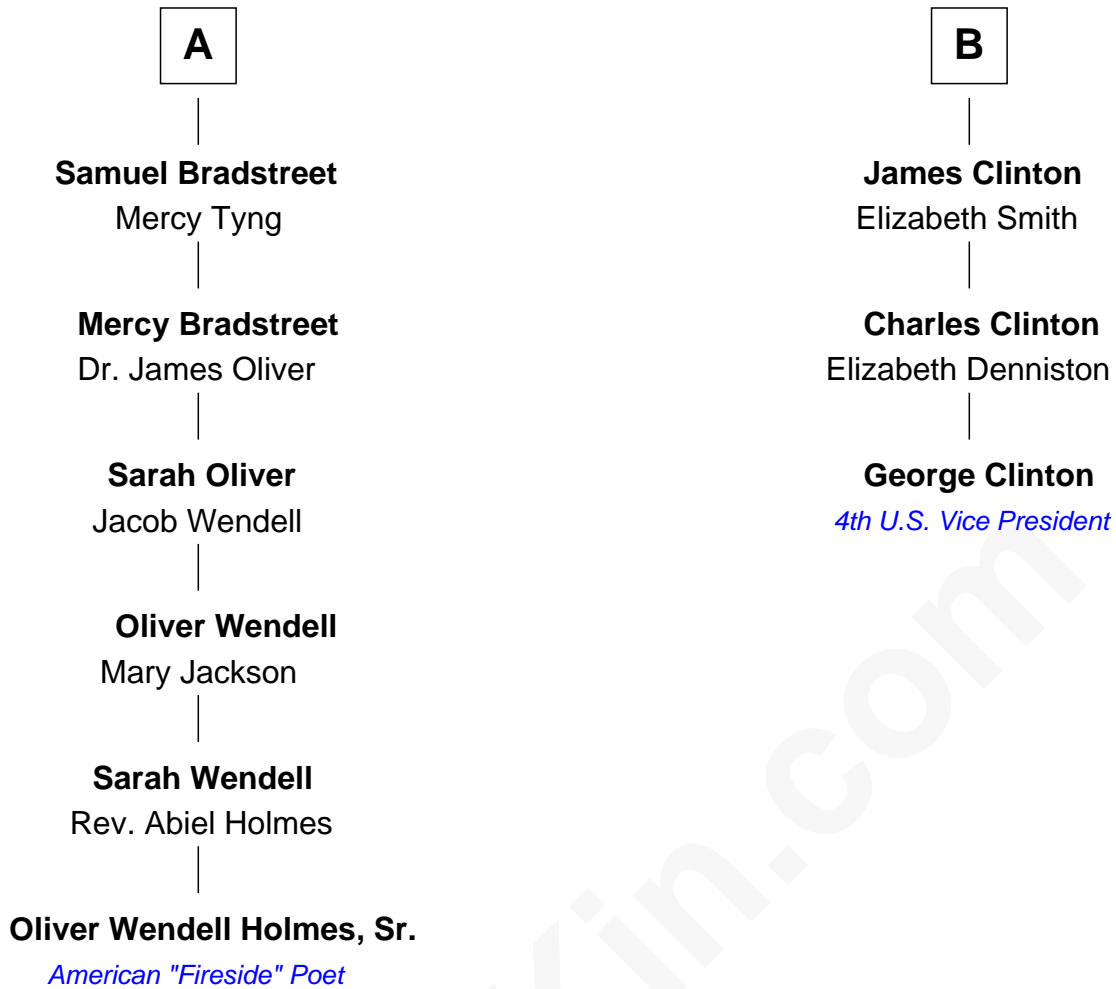 A
Samuel Bradstreet
Mercy Tyng
Mercy Bradstreet
Dr. James Oliver
Sarah Oliver
Jacob Wendell
Oliver Wendell
Mary Jackson
Sarah Wendell
Rev. Abiel Holmes
Oliver Wendell Holmes, Sr.
American "Fireside" Poet
B
James Clinton
Elizabeth Smith
Charles Clinton
Elizabeth Denniston
George Clinton
4th U.S. Vice President
in.com